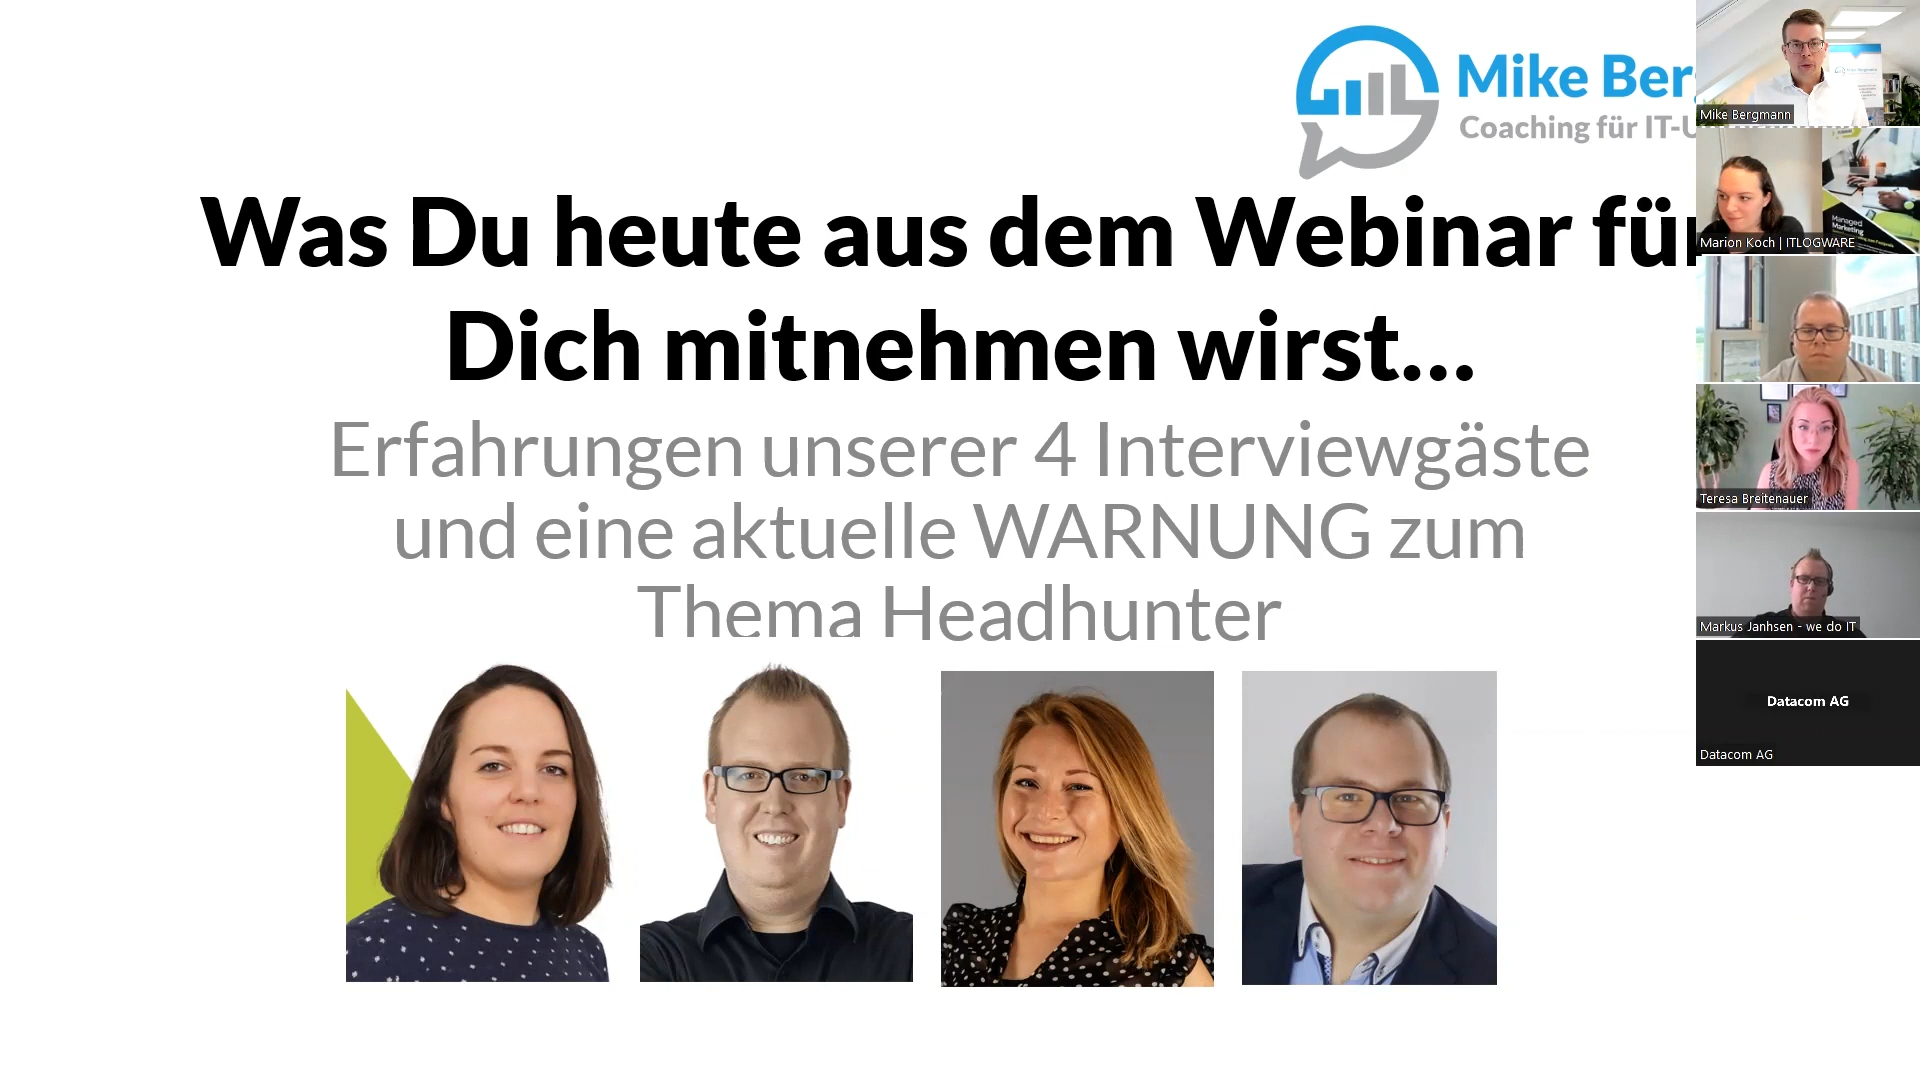 Mike Ber
Coaching für IT-U
Was Du heute aus dem Webinar für
Dich mitnehmen wirst...
Erfahrungen unserer 4 Interviewgäste
und eine aktuelle WARNUNG zum
Thema Headhunter
Mike Bergmann
Managed
Marketing
Marion Koch | ITLOGWARE
Teresa Breitenauer
Markus Janhsen - we do IT
Datacom AG
Datacom AG